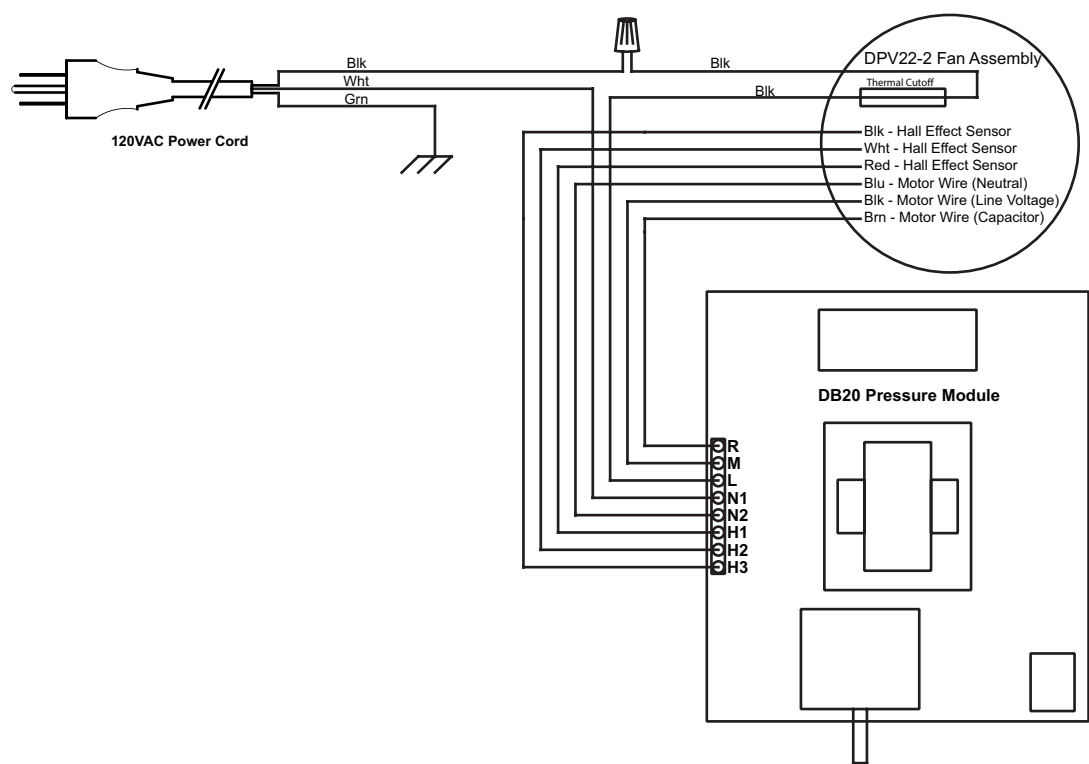 Blk
Wht
Grn
120VAC Power Cord
Blk
Blk
DPV22-2 Fan Assembly
Thermal Cutoff
Blk - Hall Effect Sensor
Wht - Hall Effect Sensor
Red - Hall Effect Sensor
Blu - Motor Wire (Neutral)
Blk - Motor Wire (Line Voltage)
Brn - Motor Wire (Capacitor)
DB20 Pressure Module
R
M
L
N1
N2
H1
H2
H3